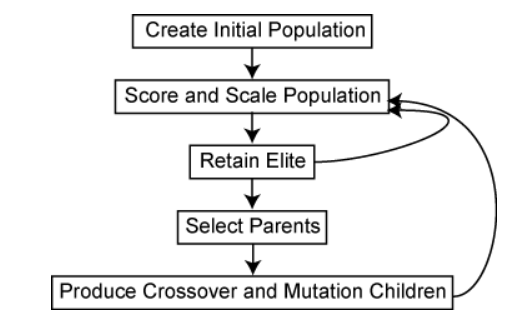 Create Initial Population
Score and Scale Population
Retain Elite
Select Parents
Produce Crossover and Mutation Children